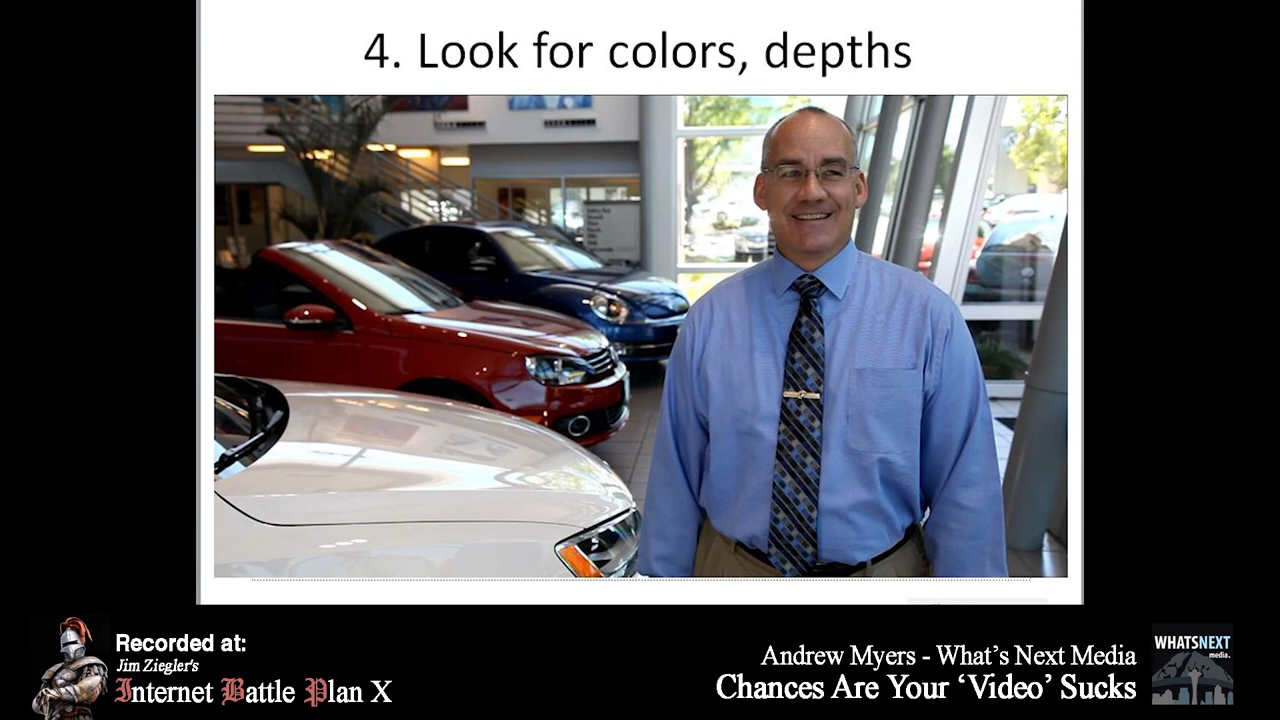 4. Look for colors, depths
Recorded at:
Jim Ziegler's
Internet Battle Plan X
Andrew Myers - What's Next Media
Chances Are Your ‘Video’ Sucks
WHATSNEXT
media.